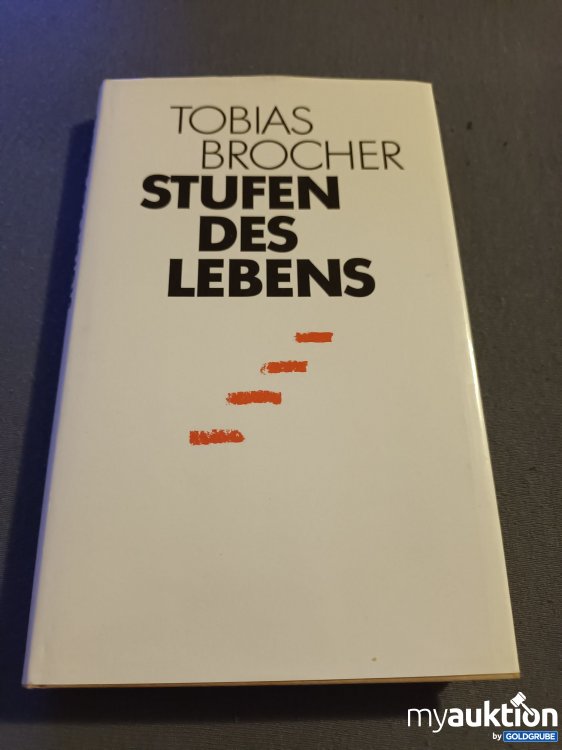 TOBIAS
BROCHER
STUFEN
DES
LEBENS
myauktion
by GOLDGRUBE